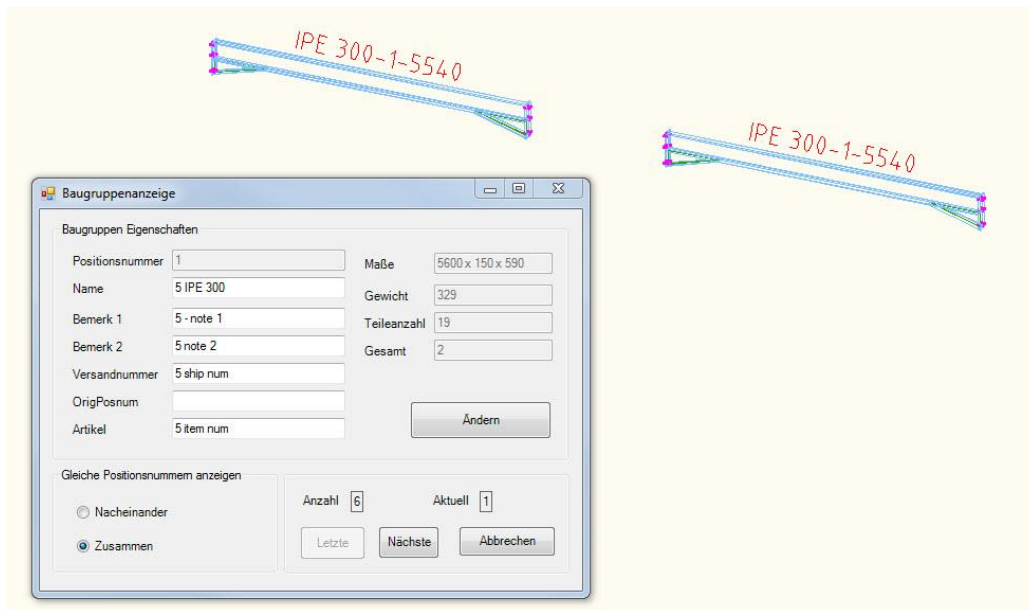 IPE 300-1-5540
IPE 300-1-5540
Baugruppenanzeige
Baugruppen Eigenschaften
Positionsnummer 1
Name 5 IPE 300
Bemerk 1 5 - note 1
Bemerk 2 5 note 2
Versandnummer 5 ship num
OrigPosnum
Artikel 5 item num
Maße 5600 x 150 x 590
Gewicht 329
Teileanzahl 19
Gesamt 2
Ändern
Gleiche Positionsnummern anzeigen
Nacheinander
Zusammen
Anzahl 6 Aktuell 1
Letzte Nächste Abbrechen